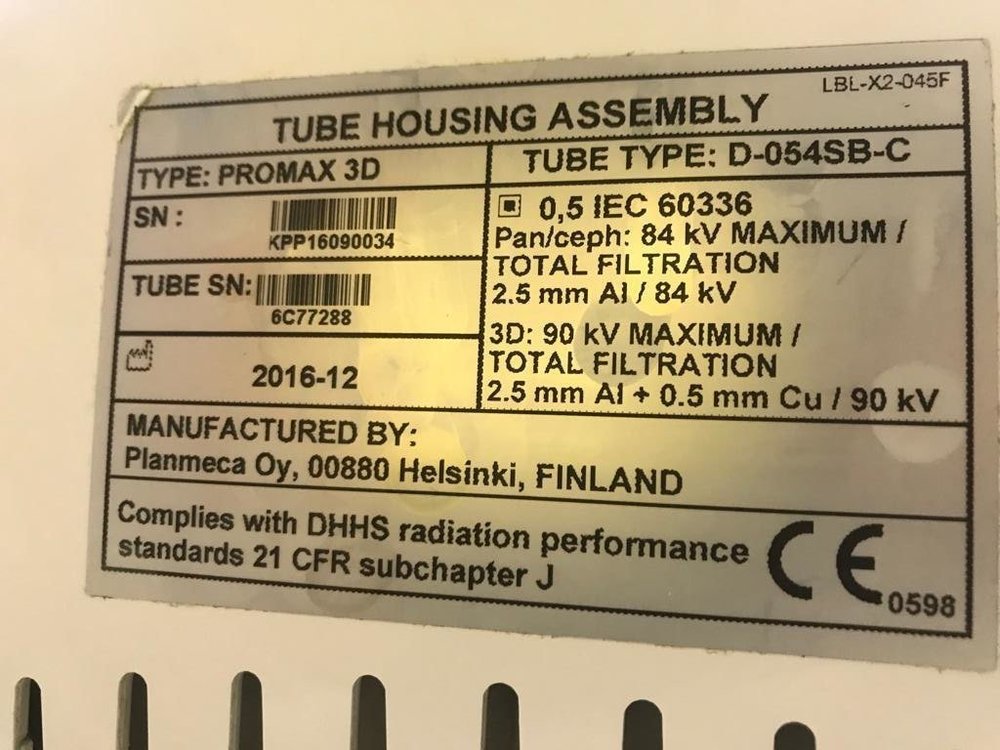 LBL-X2-045F
TUBE HOUSING ASSEMBLY
TYPE: PROMAX 3D
TUBE TYPE: D-054SB-C
SN :
KPP16090034
TUBE SN:
6C77288
2016-12
0,5 IEC 60336
Pan/ceph: 84 kV MAXIMUM /
TOTAL FILTRATION
2.5 mm Al / 84 kV
3D: 90 kV MAXIMUM /
TOTAL FILTRATION
2.5 mm Al + 0.5 mm Cu / 90 kV
MANUFACTURED BY:
Planmeca Oy, 00880 Helsinki, FINLAND
Complies with DHHS radiation performance
standards 21 CFR subchapter J
CE 0598